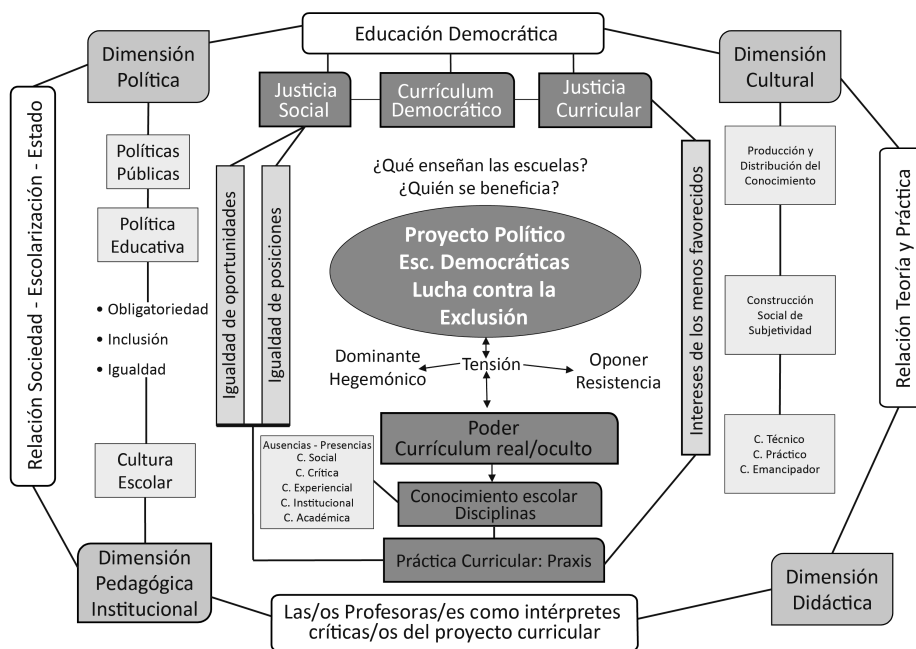 Educación Democrática
Dimensión
Política
Dimensión
Cultural
Justicia
Social
Currículum
Democrático
Justicia
Curricular
Relación Sociedad - Escolarización - Estado
Políticas
Públicas
Política
Educativa
• Obligatoriedad
• Inclusión
• Igualdad
Cultura
Escolar
Igualdad de oportunidades
Igualdad de posiciones
¿Qué enseñan las escuelas?
¿Quién se beneficia?
Proyecto Político
Esc. Democráticas
Lucha contra la
Exclusión
Dominante
Hegemónico
Tensión
Oponer
Resistencia
Poder
Currículum real/oculto
Ausencias - Presencias
C. Social
C. Crítica
C. Experiencial
C. Institucional
C. Académica
Conocimiento escolar
Disciplinas
Práctica Curricular: Praxis
Intereses de los menos favorecidos
Producción y
Distribución del
Conocimiento
Construcción
Social de
Subjetividad
C. Técnico
C. Práctico
C. Emancipador
Relación Teoría y Práctica
Dimensión
Pedagógica
Institucional
Las/os Profesoras/es como intérpretes
críticas/os del proyecto curricular
Dimensión
Didáctica